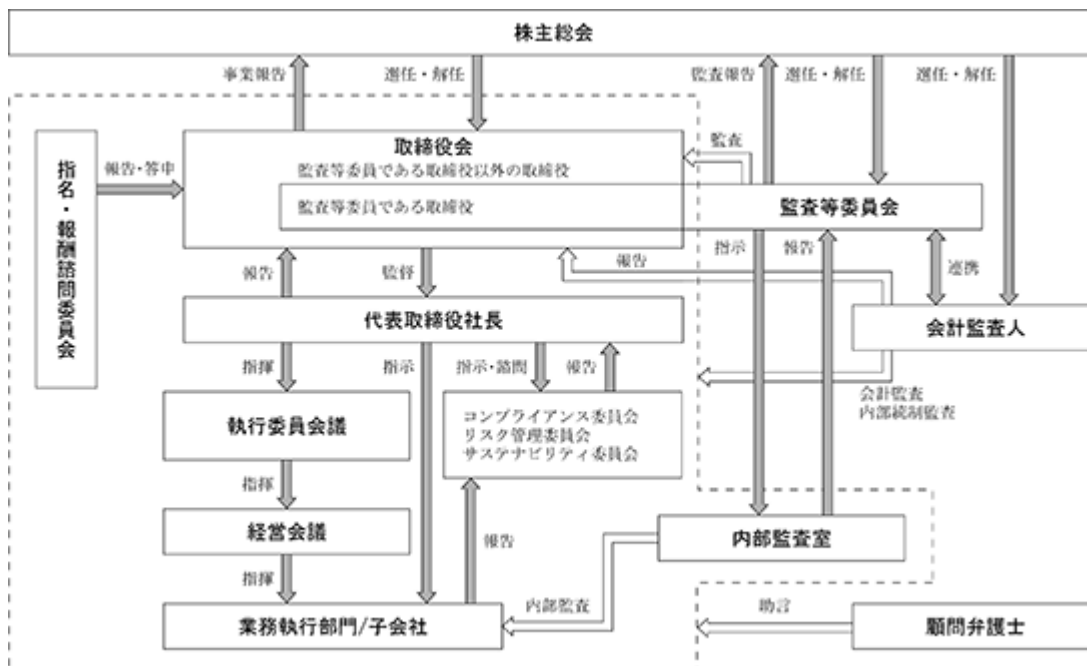 株主総会
事業報告
選任・解任
監査報告
選任・解任
選任・解任
取締役会
監査等委員である取締役以外の取締役
監査等委員である取締役
監査
監査等委員会
指名・報酬諮問委員会
報告・答申
報告
監督
報告
指示
報告
連携
代表取締役社長
会計監査人
指揮
指示
指示・諮問
報告
会計監査
内部統制監査
執行委員会議
コンプライアンス委員会
リスク管理委員会
サステナビリティ委員会
指揮
経営会議
報告
内部監査室
指揮
内部監査
助言
業務執行部門/子会社
顧問弁護士